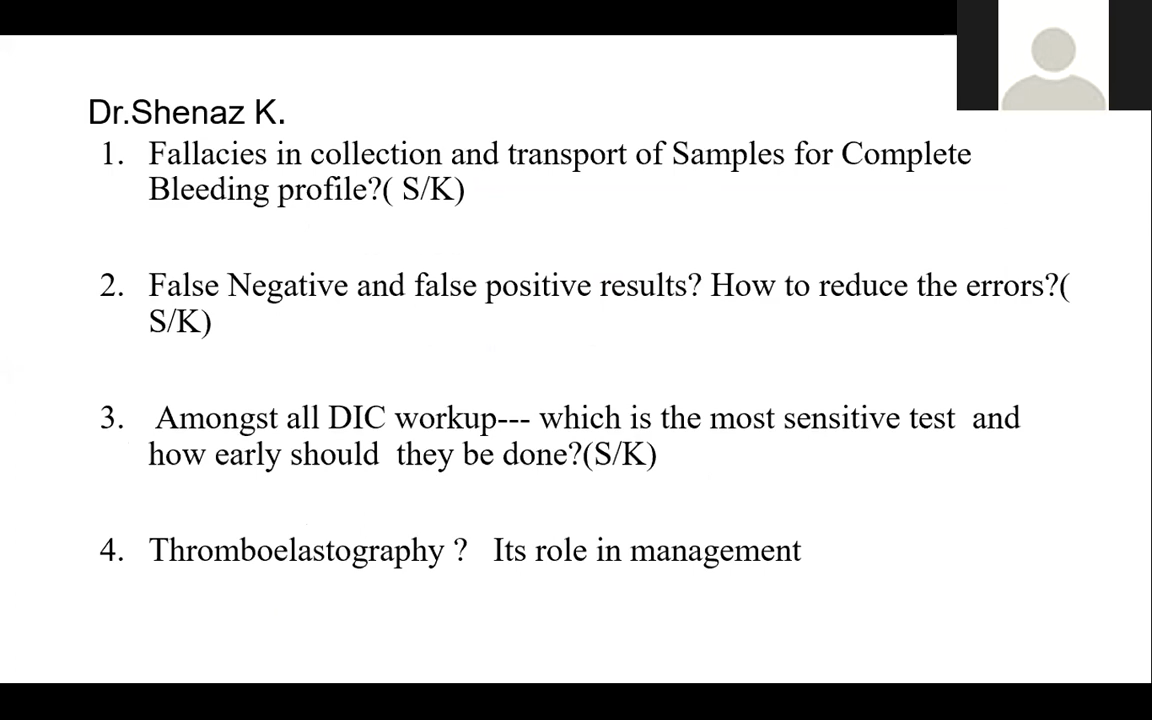 Dr.Shenaz K.
1. Fallacies in collection and transport of Samples for Complete
Bleeding profile?( S/K)
2. False Negative and false positive results? How to reduce the errors?(
S/K)
3. Amongst all DIC workup--- which is the most sensitive test and
how early should they be done?(S/K)
4. Thromboelastography ? Its role in management